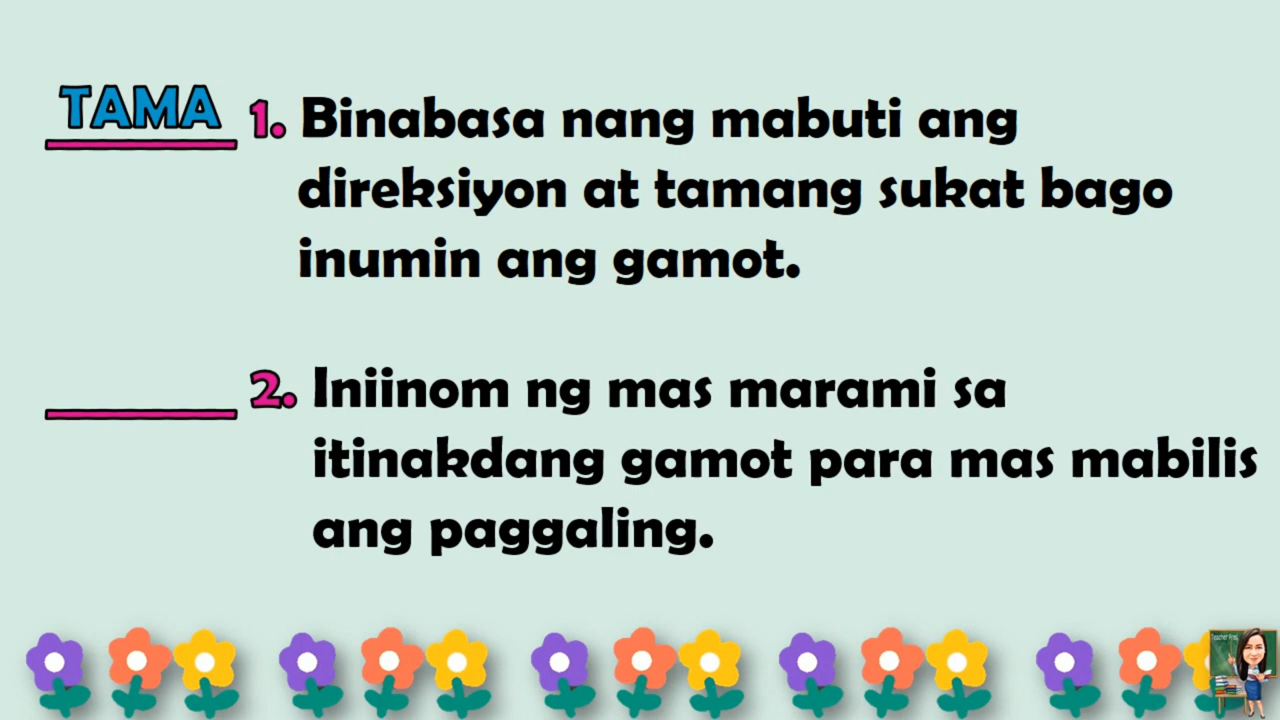 TAMA 1. Binabasa nang mabuti ang
direksiyon at tamang sukat bago
inumin ang gamot.
2. Iniinom ng mas marami sa
itinakdang gamot para mas mabilis
ang paggaling.